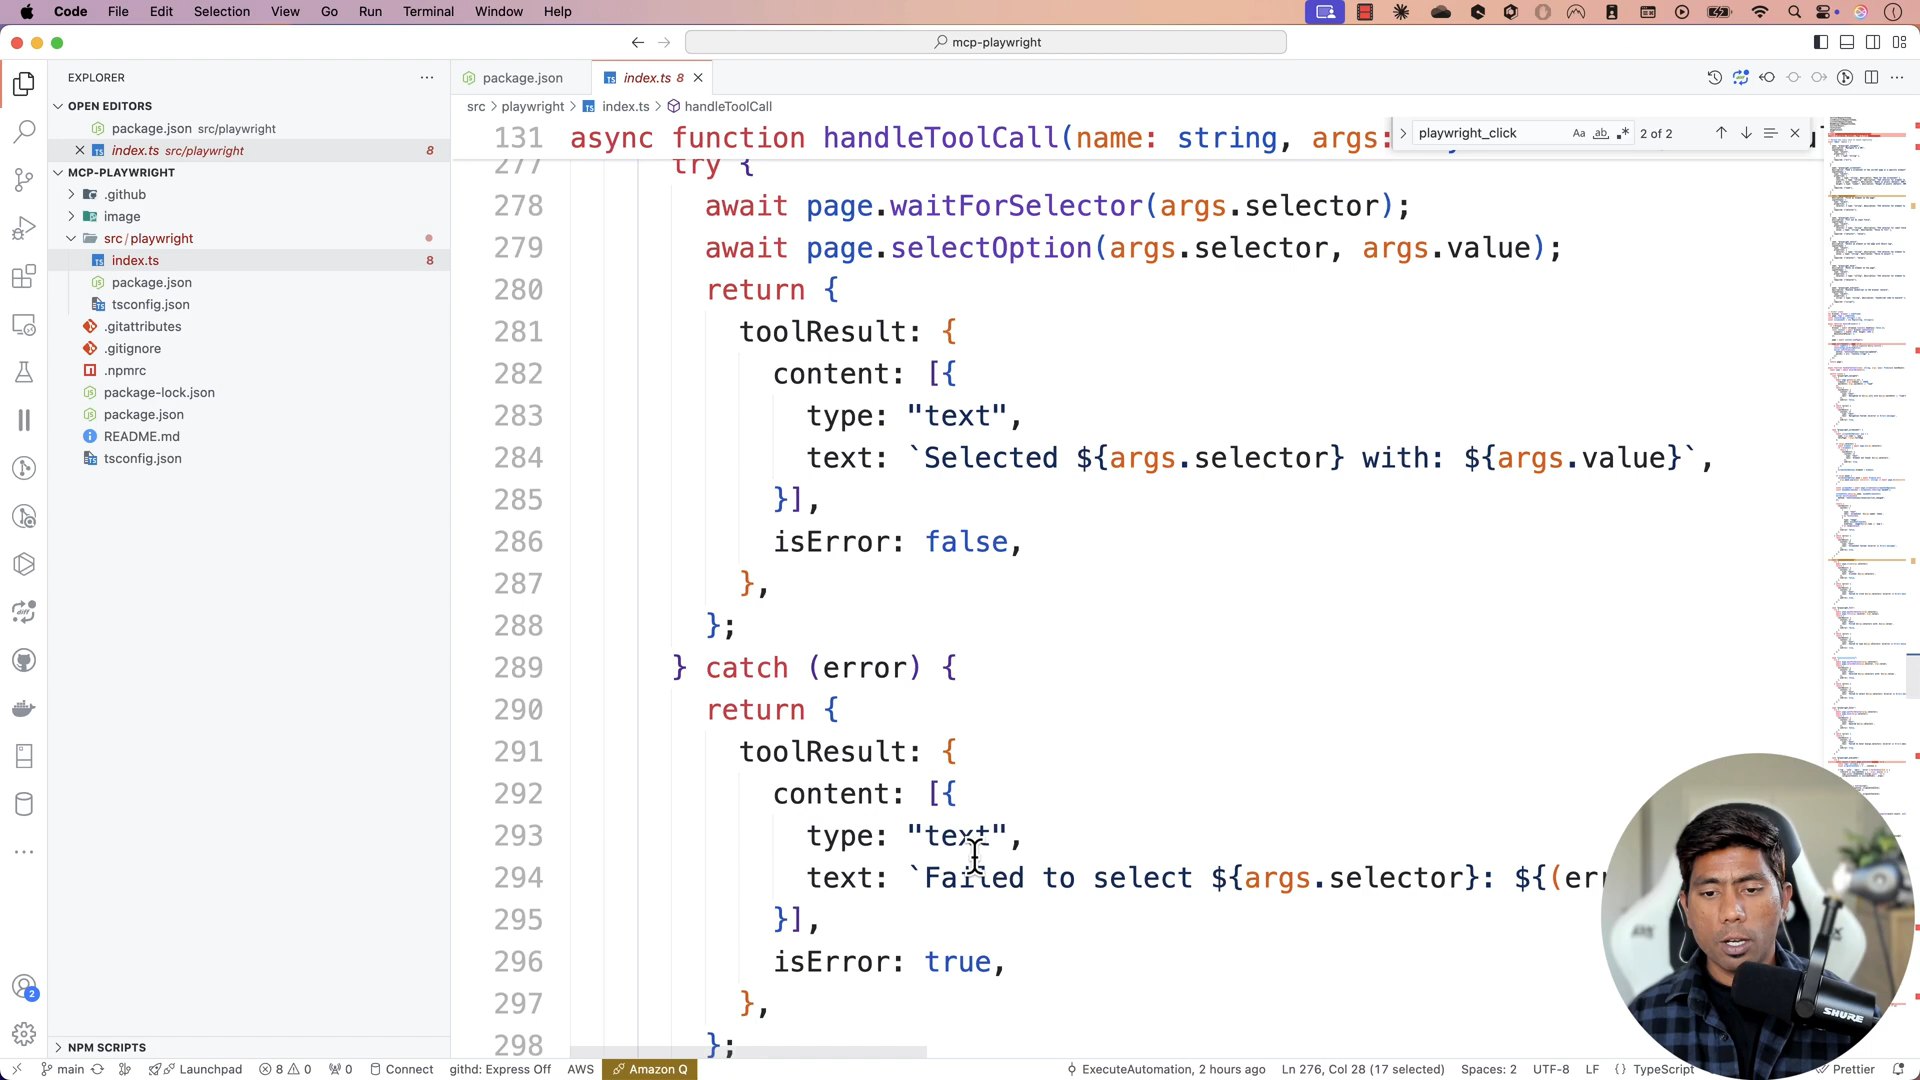 Code File Edit Selection View Go Run Terminal Window Help
mcp-playwright
EXPLORER
package.json
index.ts 8
OPEN EDITORS
package.json src/playwright
index.ts src/playwright 8
MCP-PLAYWRIGHT
.github
image
src/playwright
index.ts 8
package.json
tsconfig.json
.gitattributes
.gitignore
.npmrc
package-lock.json
package.json
README.md
tsconfig.json
NPM SCRIPTS
src > playwright > index.ts > handleToolCall
playwright_click Aa ab 2 of 2
131 async function handleToolCall(name: string, args:
277 try {
278 await page.waitForSelector(args.selector);
279 await page.selectOption(args.selector, args.value);
280 return {
281 toolResult: {
282 content: [{
283 type: "text",
284 text: `Selected ${args.selector} with: ${args.value}`,
285 }],
286 isError: false,
287 },
288 };
289 } catch (error) {
290 return {
291 toolResult: {
292 content: [{
293 type: "text",
294 text: `Failed to select ${args.selector}: ${(err
295 }],
296 isError: true,
297 },
298 };
2
SHURE
main Launchpad 8 0 0 Connect githd: Express Off AWS Amazon Q ExecuteAutomation, 2 hours ago Ln 276, Col 28 (17 selected) Spaces: 2 UTF-8 LF {} TypeScript Prettier